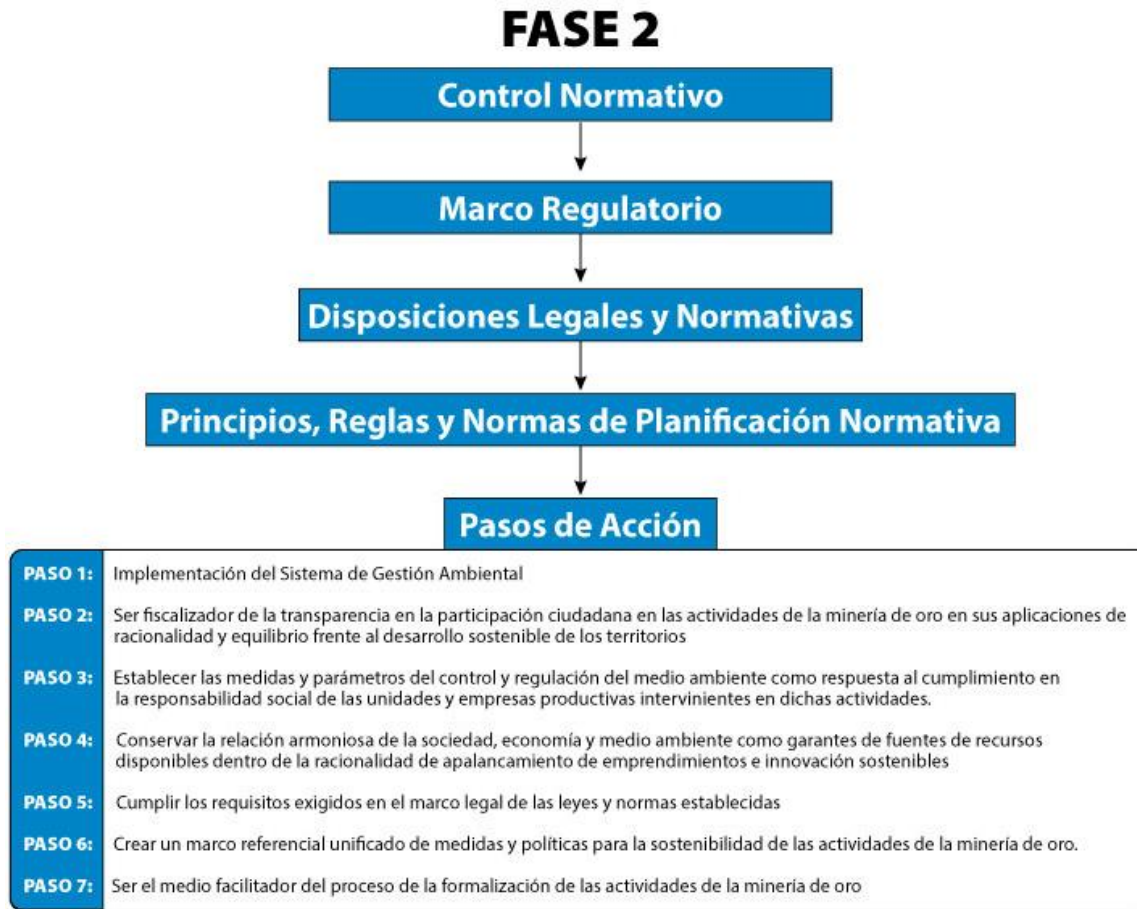 FASE 2
Control Normativo
Marco Regulatorio
Disposiciones Legales y Normativas
Principios, Reglas y Normas de Planificación Normativa
Pasos de Acción
PASO 1: Implementación del Sistema de Gestión Ambiental
PASO 2: Ser fiscalizador de la transparencia en la participación ciudadana en las actividades de la minería de oro en sus aplicaciones de
racionalidad y equilibrio frente al desarrollo sostenible de los territorios
PASO 3: Establecer las medidas y parámetros del control y regulación del medio ambiente como respuesta al cumplimiento en
la responsabilidad social de las unidades y empresas productivas intervinientes en dichas actividades.
PASO 4: Conservar la relación armoniosa de la sociedad, economía y medio ambiente como garantes de fuentes de recursos
disponibles dentro de la racionalidad de apalancamiento de emprendimientos e innovación sostenibles
PASO 5: Cumplir los requisitos exigidos en el marco legal de las leyes y normas establecidas
PASO 6: Crear un marco referencial unificado de medidas y políticas para la sostenibilidad de las actividades de la minería de oro.
PASO 7: Ser el medio facilitador del proceso de la formalización de las actividades de la minería de oro